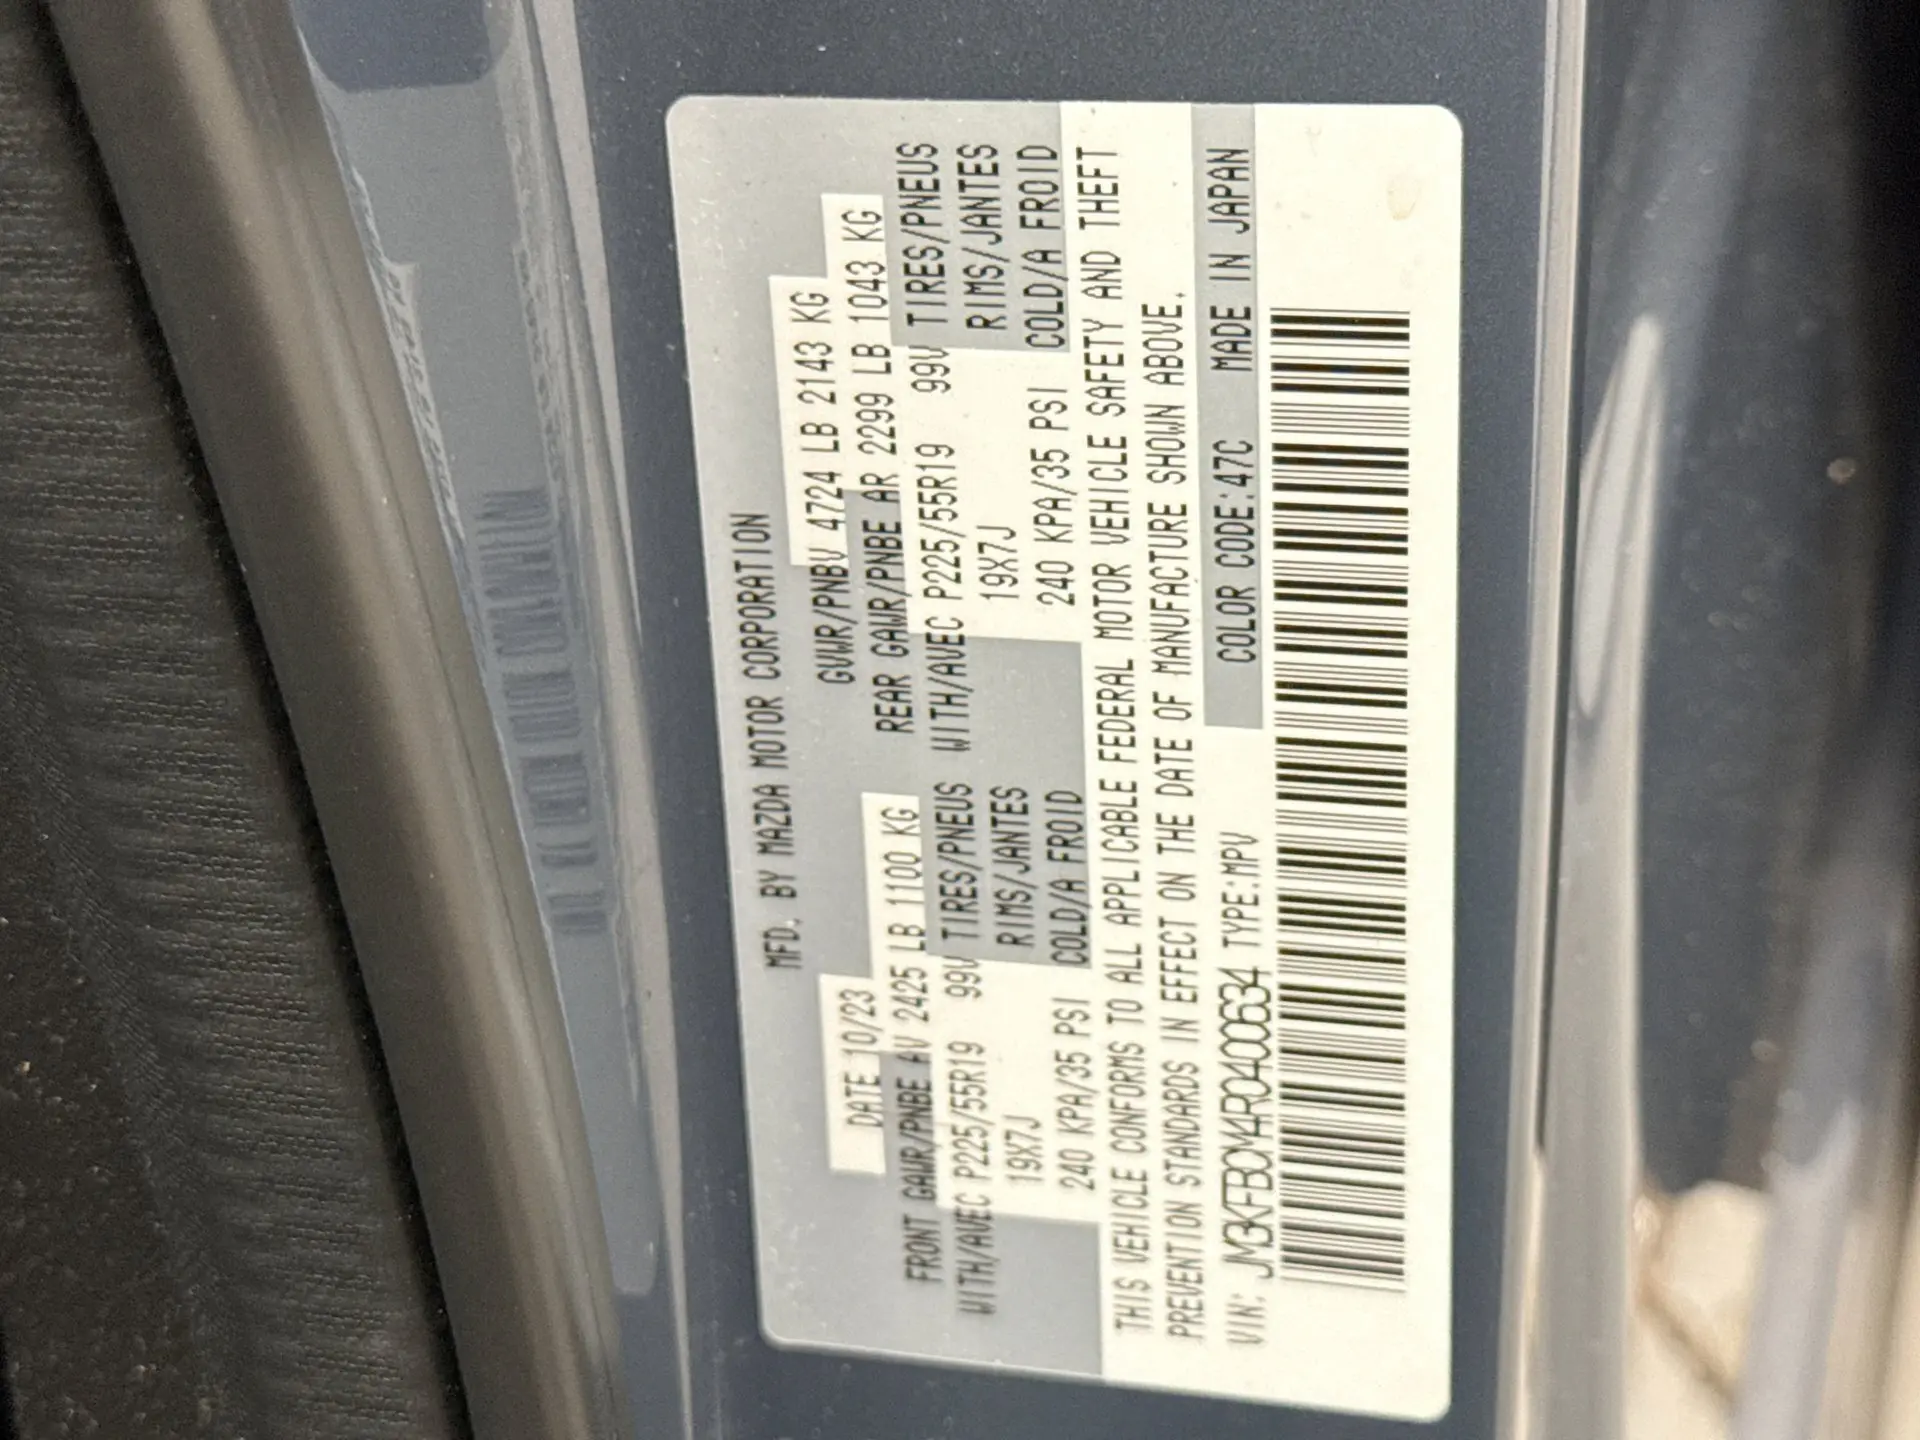 MFD. BY MAZDA MOTOR CORPORATION
DATE 10/23 GVWR/PNBV 4724 LB 2143 KG
FRONT GAWR/PNBE AV 2425 LB 1100 KG REAR GAWR/PNBE AR 2299 LB 1043 KG
WITH/AVEC P225/55R19 99V TIRES/PNEUS WITH/AVEC P225/55R19 99V TIRES/PNEUS
19X7J RIMS/JANTES 19X7J RIMS/JANTES
240 KPA/35 PSI COLD/A FROID 240 KPA/35 PSI COLD/A FROID
THIS VEHICLE CONFORMS TO ALL APPLICABLE FEDERAL MOTOR VEHICLE SAFETY AND THEFT
PREVENTION STANDARDS IN EFFECT ON THE DATE OF MANUFACTURE SHOWN ABOVE.
VIN: JM3KFBCM4R0400634 TYPE:MPV COLOR CODE:47C MADE IN JAPAN